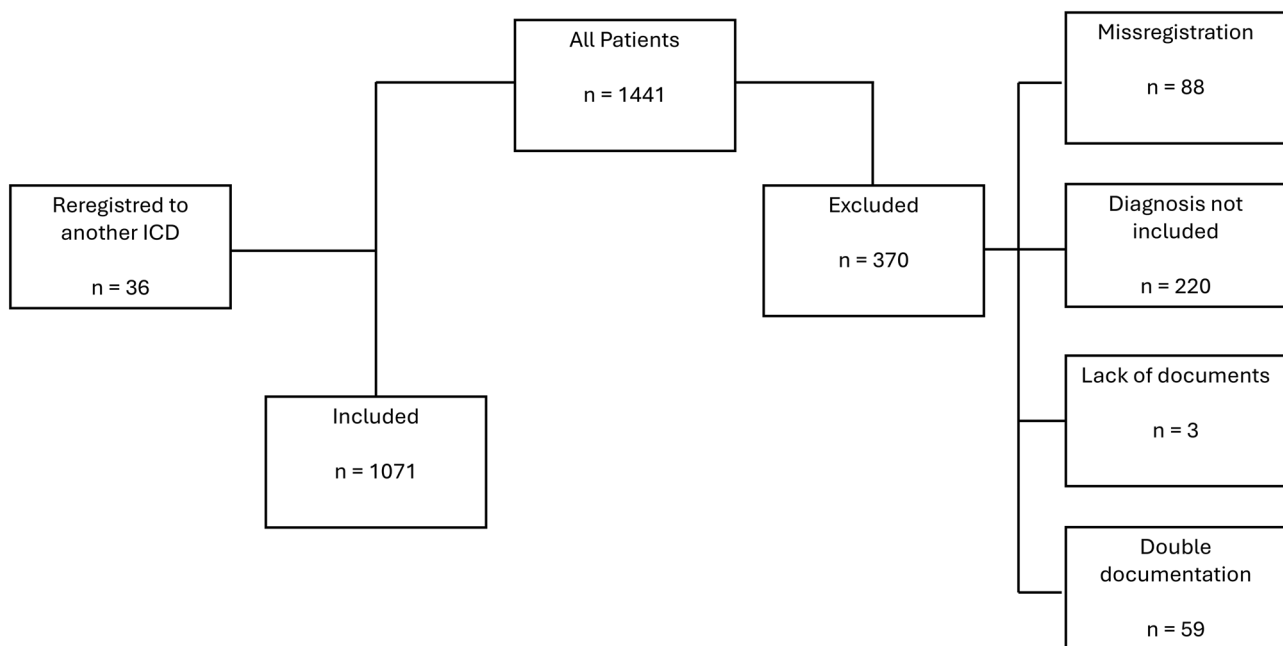 All Patients
n = 1441
Missregistration
n = 88
Reregistred to
another ICD
n = 36
Excluded
n = 370
Diagnosis not
included
n = 220
Included
n = 1071
Lack of documents
n = 3
Double
documentation
n = 59